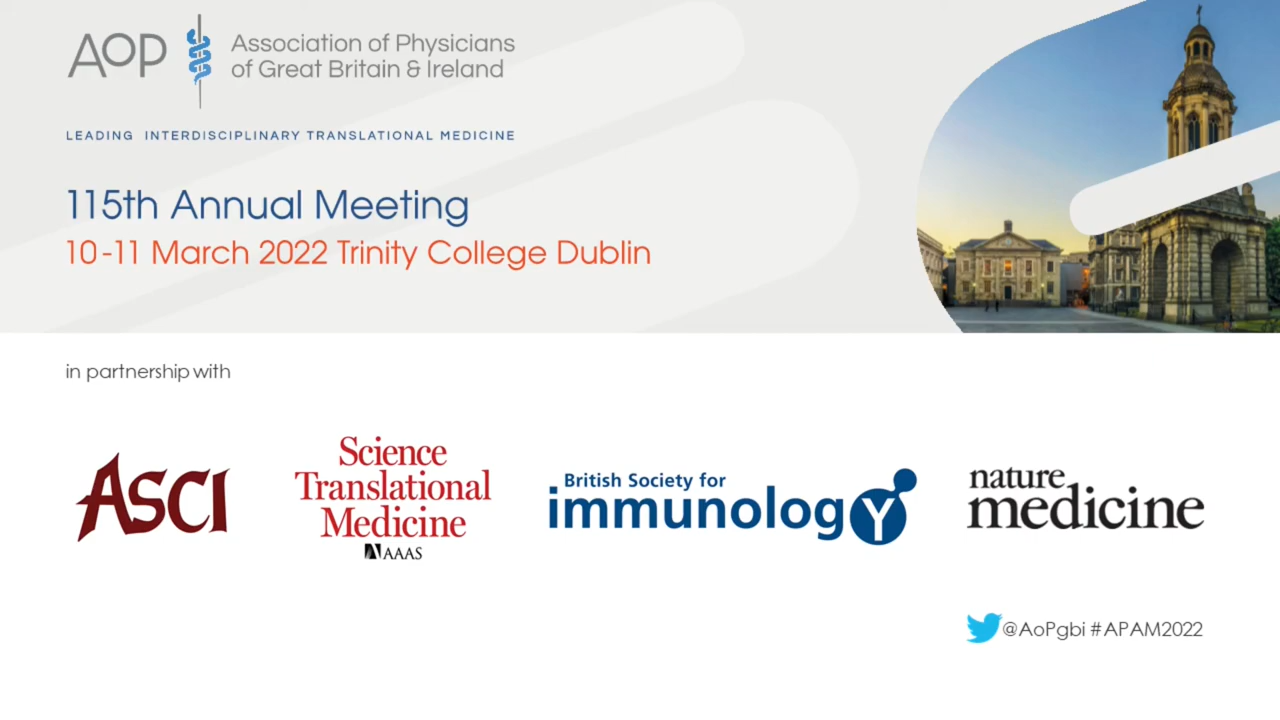 AOP
Association of Physicians
of Great Britain & Ireland
LEADING INTERDISCIPLINARY TRANSLATIONAL MEDICINE
115th Annual Meeting
10-11 March 2022 Trinity College Dublin
in partnership with
ASCI
Science
Translational
Medicine
AAAS
British Society for
immunology
nature
medicine
@AoPgbi #APAM2022